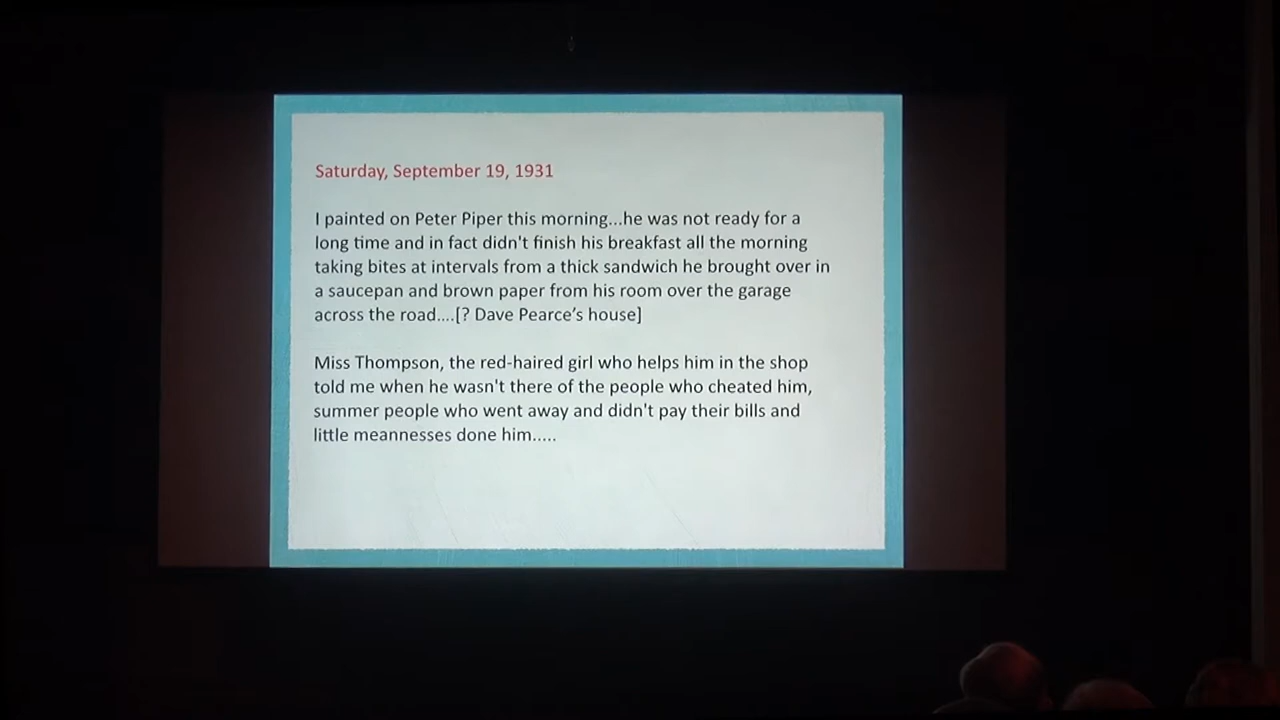 Saturday, September 19, 1931
I painted on Peter Piper this morning...he was not ready for a
long time and in fact didn't finish his breakfast all the morning
taking bites at intervals from a thick sandwich he brought over in
a saucepan and brown paper from his room over the garage
across the road....[? Dave Pearce’s house]
Miss Thompson, the red-haired girl who helps him in the shop
told me when he wasn't there of the people who cheated him,
summer people who went away and didn't pay their bills and
little meannesses done him.....